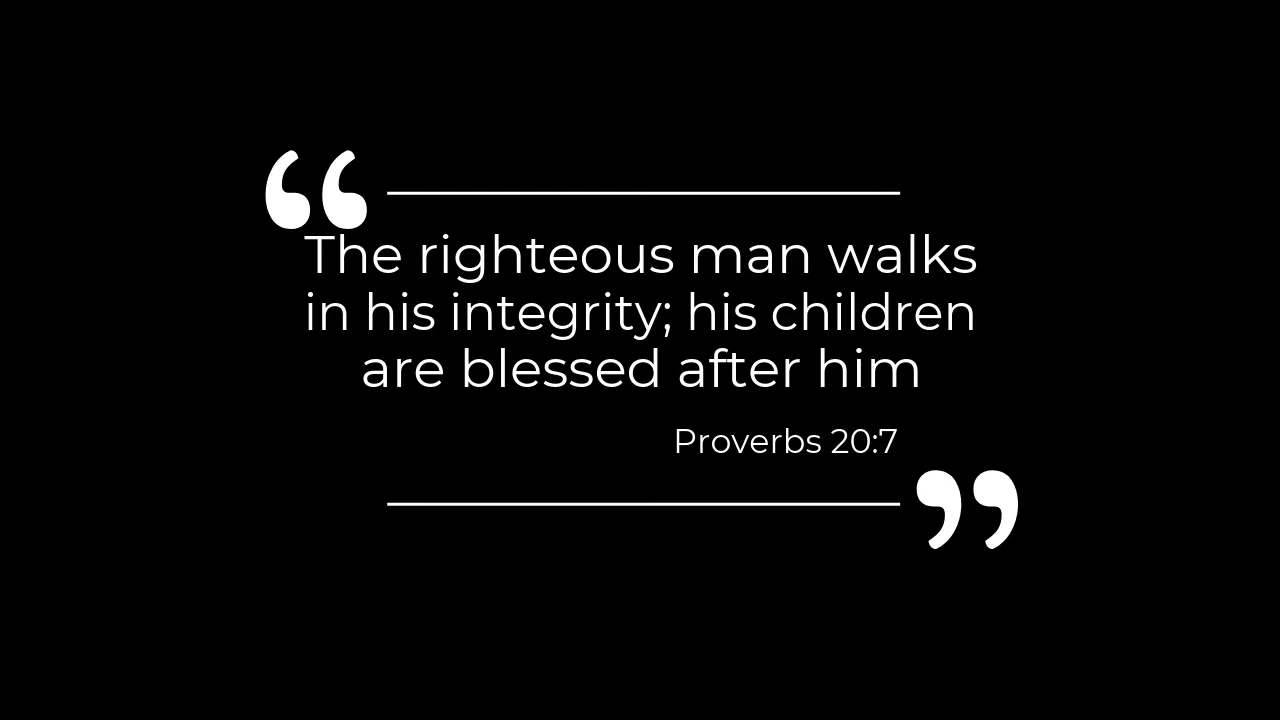 “
The righteous man walks
in his integrity; his children
are blessed after him
Proverbs 20:7
”